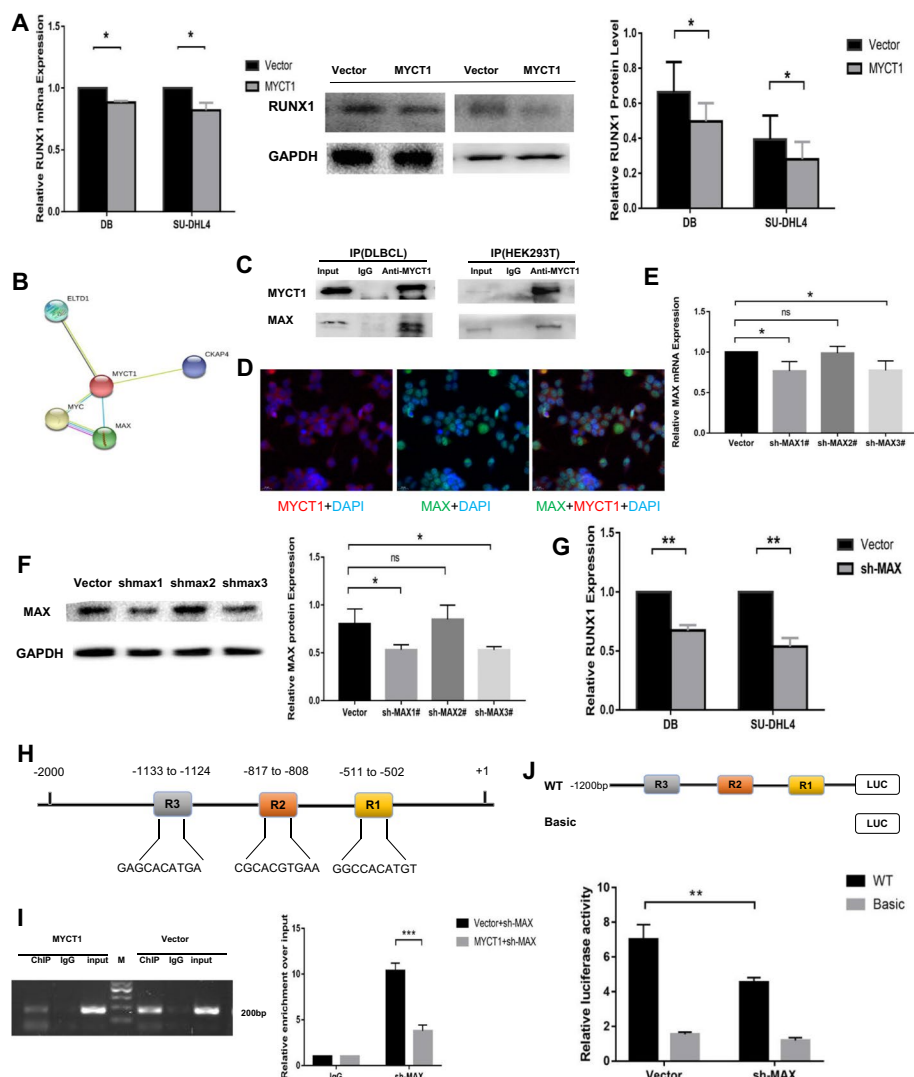 A
Relative RUNX1 mRna Expression
1.5
1.0
0.5
0.0
*
*
Vector
MYCT1
DB
SU-DHL4
Vector MYCT1 Vector MYCT1
RUNX1
GAPDH
Relative RUNX1 Protein Level
1.0
0.8
0.6
0.4
0.2
0.0
*
*
Vector
MYCT1
DB
SU-DHL4
B
ELTD1
CKAP4
MYCT1
MYC
MAX
C
IP(DLBCL) IP(HEK293T)
Input IgG Anti-MYCT1 Input IgG Anti-MYCT1
MYCT1
MAX
D
MYCT1+DAPI
MAX+DAPI
MAX+MYCT1+DAPI
E
Relative MAX mRNA Expression
1.5
1.0
0.5
0.0
*
ns
*
Vector sh-MAX1# sh-MAX2# sh-MAX3#
F
Vector shmax1 shmax2 shmax3
MAX
GAPDH
Relative MAX protein Expression
2.0
1.5
1.0
0.5
0.0
*
ns
*
Vector sh-MAX1# sh-MAX2# sh-MAX3#
G
Relative RUNX1 Expression
1.5
1.0
0.5
0.0
**
**
Vector
sh-MAX
DB
SU-DHL4
H
-2000 -1133 to -1124 -817 to -808 -511 to -502 +1
R3 R2 R1
GAGCACATGA CGCACGTGAA GGCCACATGT
I
MYCT1 Vector
ChIP IgG input M ChIP IgG input
200bp
Relative enrichment over input
15
10
5
0
***
Vector+sh-MAX
MYCT1+sh-MAX
IgG
sh-MAX
J
WT -1200bp R3 R2 R1 LUC
Basic LUC
Relative luciferase activity
10
8
6
4
2
0
**
WT
Basic
Vector
sh-MAX